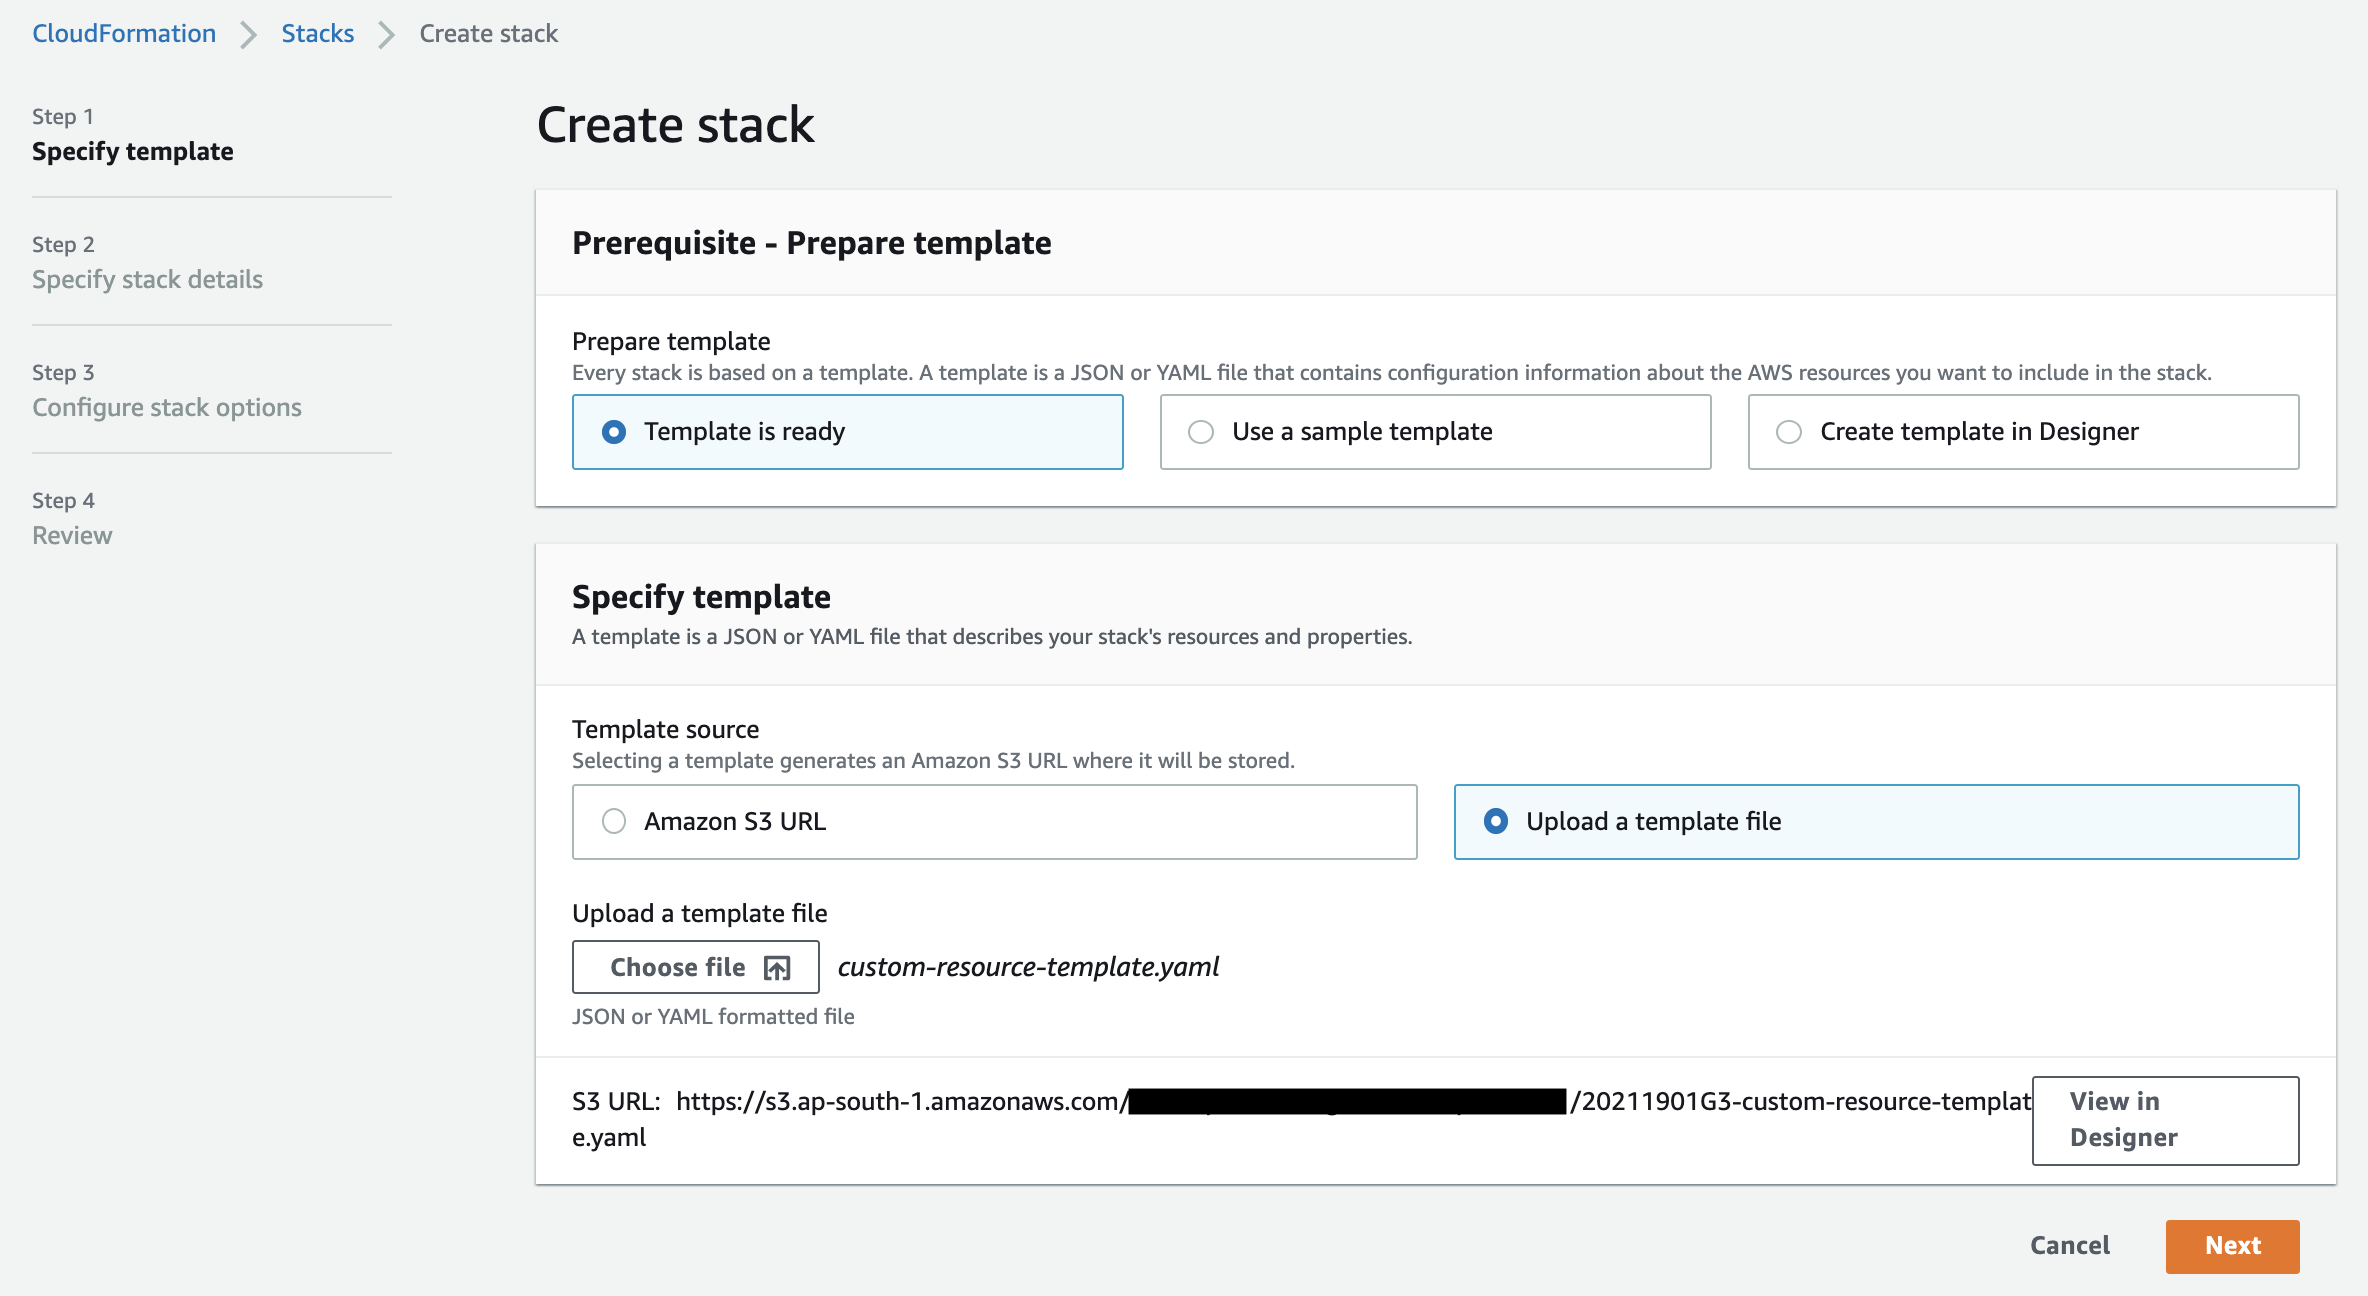 CloudFormation
Stacks
Create stack
Step 1
Specify template
Step 2
Specify stack details
Step 3
Configure stack options
Step 4
Review
Create stack
Prerequisite - Prepare template
Prepare template
Every stack is based on a template. A template is a JSON or YAML file that contains configuration information about the AWS resources you want to include in the stack.
Template is ready
Use a sample template
Create template in Designer
Specify template
A template is a JSON or YAML file that describes your stack's resources and properties.
Template source
Selecting a template generates an Amazon S3 URL where it will be stored.
Amazon S3 URL
Upload a template file
Upload a template file
Choose file
custom-resource-template.yaml
JSON or YAML formatted file
S3 URL: https://s3.ap-south-1.amazonaws.com/ /20211901G3-custom-resource-templat
e.yaml
View in
Designer
Cancel
Next